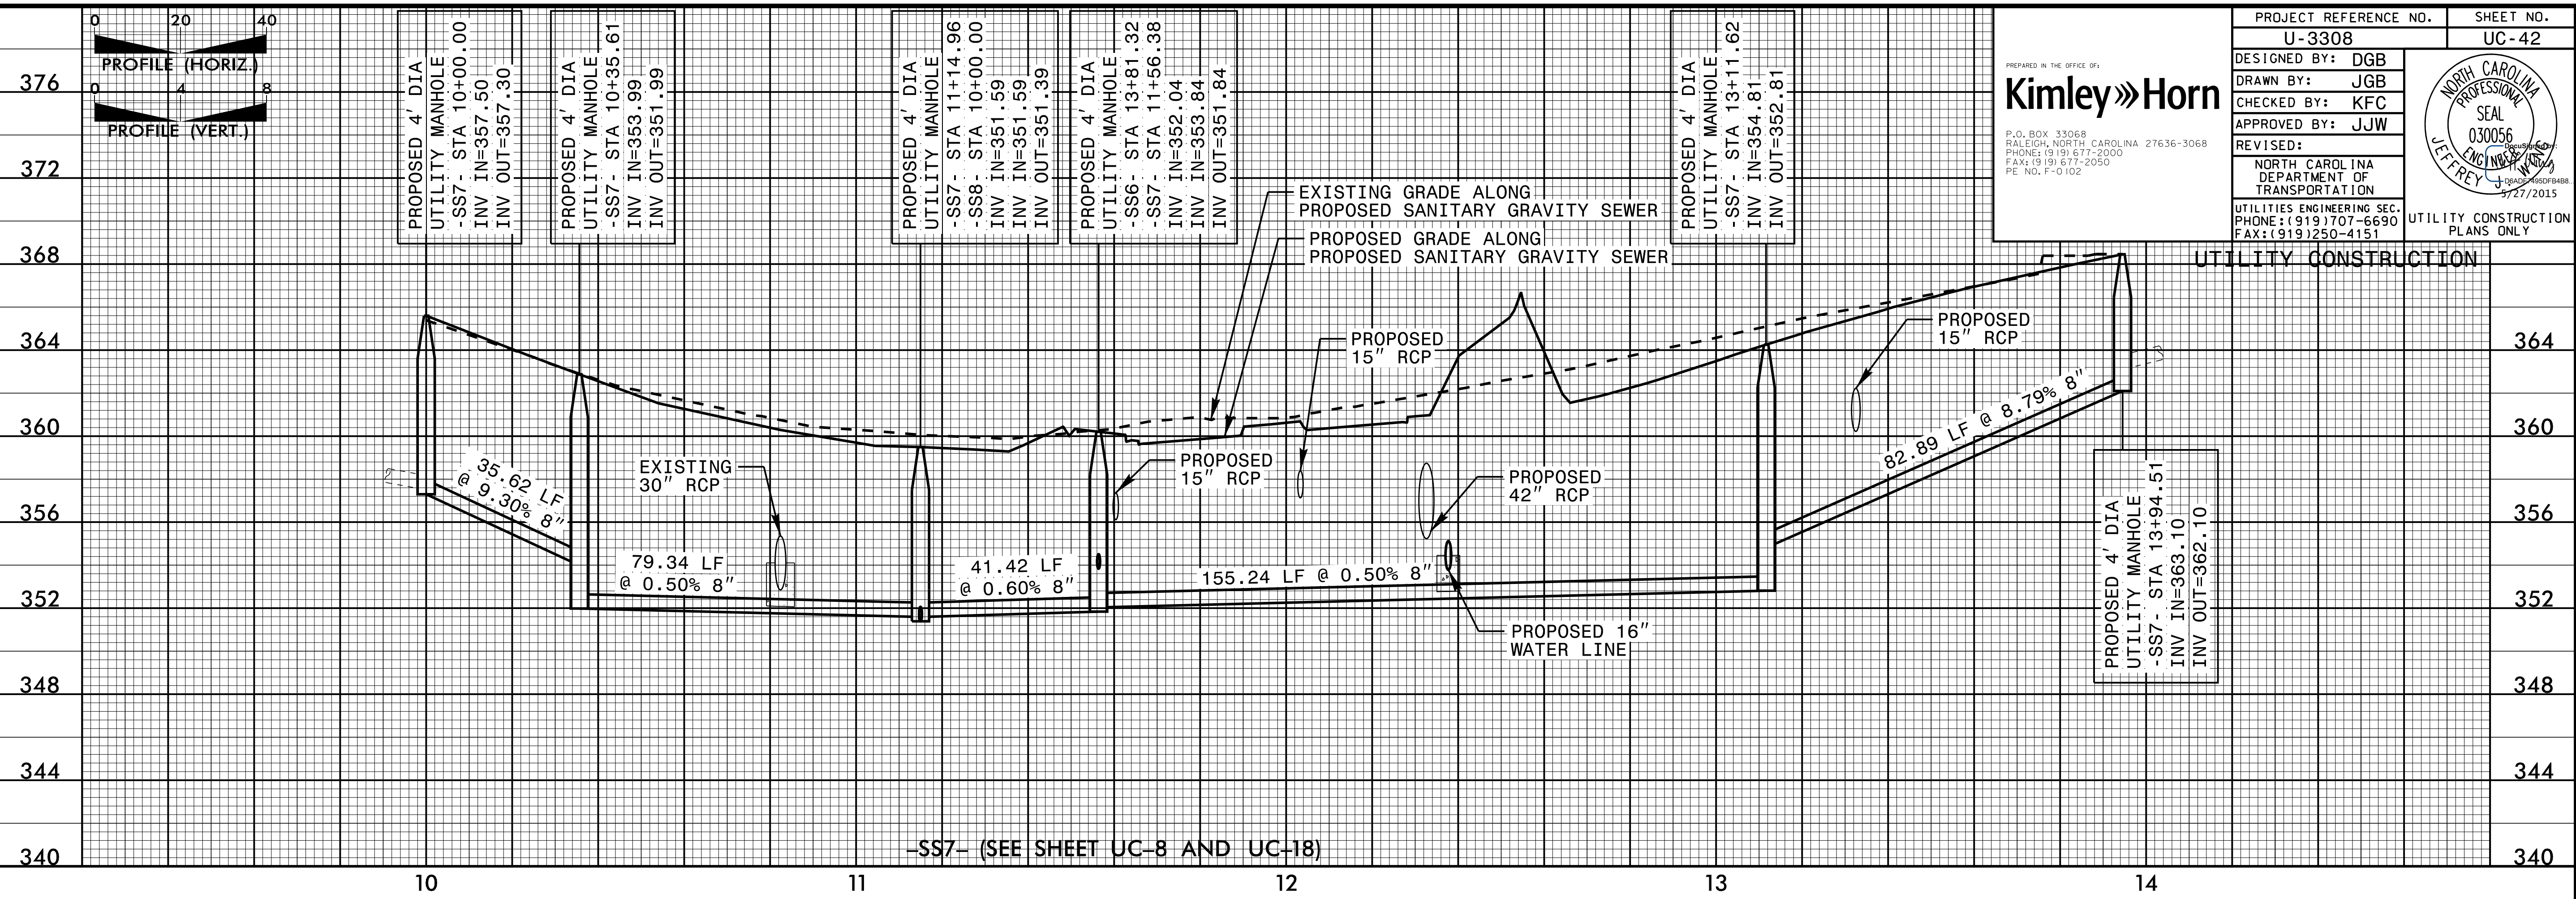 0 20 40
PROFILE (HORIZ.)
0 4 8
PROFILE (VERT.)
376
372
368
364
360
356
352
348
344
340
PROPOSED 4' DIA
UTILITY MANHOLE
-SS7- STA 10+00.00
INV IN=357.50
INV OUT=357.30
PROPOSED 4' DIA
UTILITY MANHOLE
-SS7- STA 10+35.61
INV IN=353.99
INV OUT=351.99
PROPOSED 4' DIA
UTILITY MANHOLE
-SS7- STA 11+14.96
-SS8- STA 10+00.00
INV IN=351.59
INV IN=351.59
INV OUT=351.39
PROPOSED 4' DIA
UTILITY MANHOLE
-SS6- STA 13+81.32
-SS7- STA 11+56.38
INV IN=352.04
INV IN=353.84
INV OUT=351.84
EXISTING GRADE ALONG
PROPOSED SANITARY GRAVITY SEWER
PROPOSED GRADE ALONG
PROPOSED SANITARY GRAVITY SEWER
PROPOSED 4' DIA
UTILITY MANHOLE
-SS7- STA 13+11.62
INV IN=354.81
INV OUT=352.81
PREPARED IN THE OFFICE OF:
Kimley»Horn
P.O. BOX 33068
RALEIGH, NORTH CAROLINA 27636-3068
PHONE: (919) 677-2000
FAX: (919) 677-2050
PE NO. F-0102
PROJECT REFERENCE NO.
SHEET NO.
U-3308
UC-42
DESIGNED BY: DGB
DRAWN BY: JGB
CHECKED BY: KFC
APPROVED BY: JJW
REVISED:
NORTH CAROLINA
DEPARTMENT OF
TRANSPORTATION
UTILITIES ENGINEERING SEC.
PHONE:(919)707-6690
FAX:(919)250-4151
NORTH CAROLINA
PROFESSIONAL
SEAL
030056
ENGINEER
JEFFREY J. WING
DocuSigned by:
5/27/2015
UTILITY CONSTRUCTION
PLANS ONLY
UTILITY CONSTRUCTION
35.62 LF
@ 9.30% 8"
79.34 LF
@ 0.50% 8"
EXISTING
30" RCP
41.42 LF
@ 0.60% 8"
PROPOSED
15" RCP
PROPOSED
15" RCP
155.24 LF @ 0.50% 8"
PROPOSED
42" RCP
PROPOSED 16"
WATER LINE
PROPOSED
15" RCP
82.89 LF @ 8.79% 8"
PROPOSED 4' DIA
UTILITY MANHOLE
-SS7- STA 13+94.51
INV IN=363.10
INV OUT=362.10
364
360
356
352
348
344
340
-SS7- (SEE SHEET UC-8 AND UC-18)
10 11 12 13 14